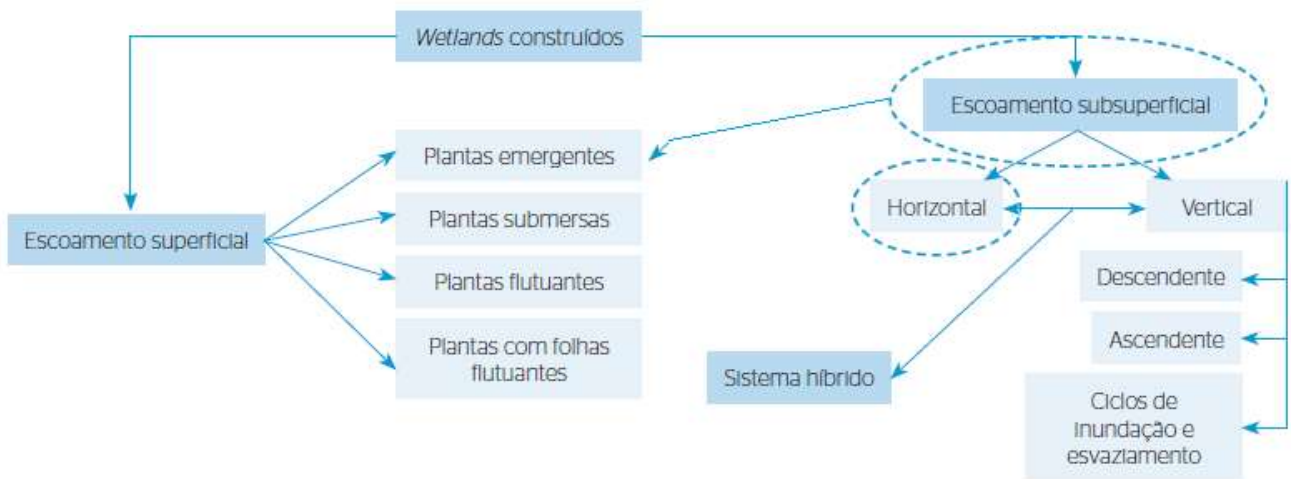 Wetlands construídos
Escoamento subsuperficial
Plantas emergentes
Horizontal
Vertical
Plantas submersas
Escoamento superficial
Plantas flutuantes
Descendente
Plantas com folhas
flutuantes
Ascendente
Sistema híbrido
Ciclos de
inundação e
esvaziamento